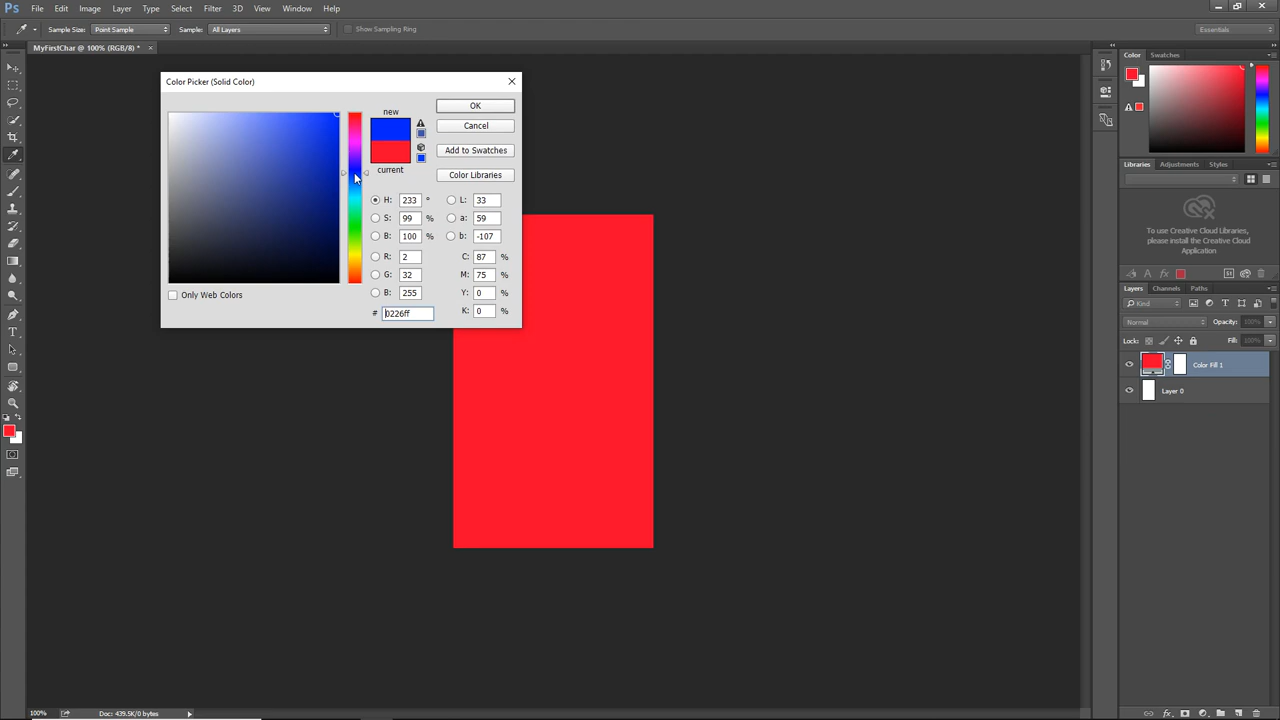 Ps File Edit Image Layer Type Select Filter 3D View Window Help
Sample Size: Point Sample Sample: All Layers Show Sampling Ring Essentials
MyFirstChar @ 100% (RGB/8) * ×
Color Picker (Solid Color)
new
current
OK
Cancel
Add to Swatches
Color Libraries
H: 233 ° L: 33
S: 99 % a: 59
B: 100 % b: -107
R: 2 C: 87 %
G: 32 M: 75 %
B: 255 Y: 0 %
# 0226ff K: 0 %
Only Web Colors
Color Swatches
Libraries Adjustments Styles
To use Creative Cloud Libraries,
please install the Creative Cloud
Application
Layers Channels Paths
Kind
Normal Opacity: 100%
Lock: Fill: 100%
Color Fill 1
Layer 0
100% Doc: 439.5K/0 bytes